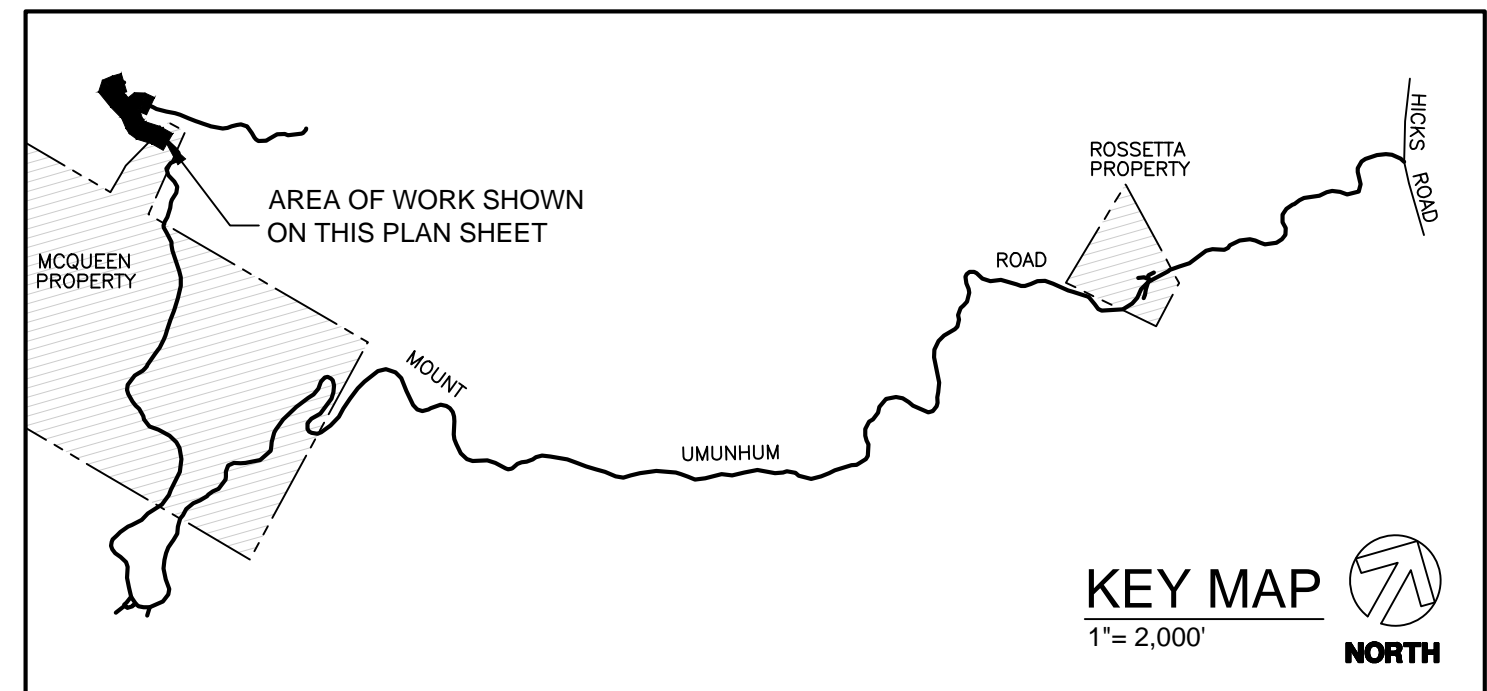 HICKS
ROAD
ROSSETTA
PROPERTY
AREA OF WORK SHOWN
ON THIS PLAN SHEET
MCQUEEN
PROPERTY
ROAD
MOUNT
UMUNHUM
KEY MAP
1"= 2,000'
NORTH